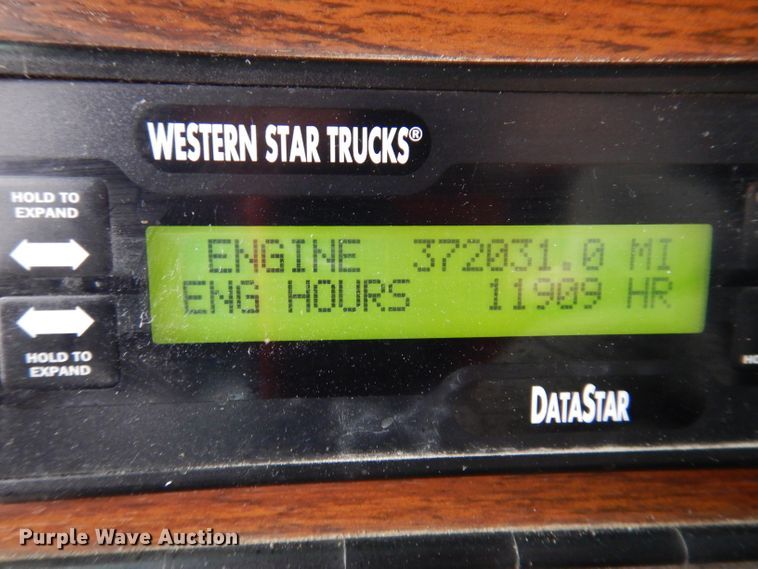 WESTERN STAR TRUCKS®
HOLD TO
EXPAND
ENGINE 372031.0 MI
ENG HOURS 11909 HR
HOLD TO
EXPAND
DATASTAR
Purple Wave Auction